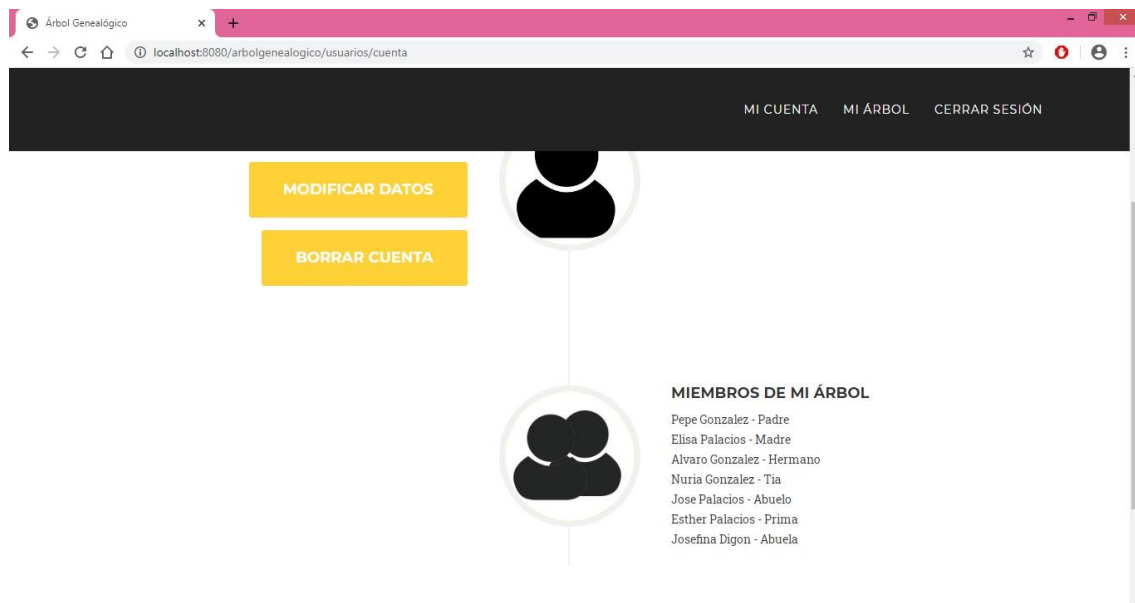 Árbol Genealógico
localhost:8080/arbolgenealogico/usuarios/cuenta
MI CUENTA MI ÁRBOL CERRAR SESIÓN
MODIFICAR DATOS
BORRAR CUENTA
MIEMBROS DE MI ÁRBOL
Pepe Gonzalez - Padre
Elisa Palacios - Madre
Alvaro Gonzalez - Hermano
Nuria Gonzalez - Tia
Jose Palacios - Abuelo
Esther Palacios - Prima
Josefina Digon - Abuela